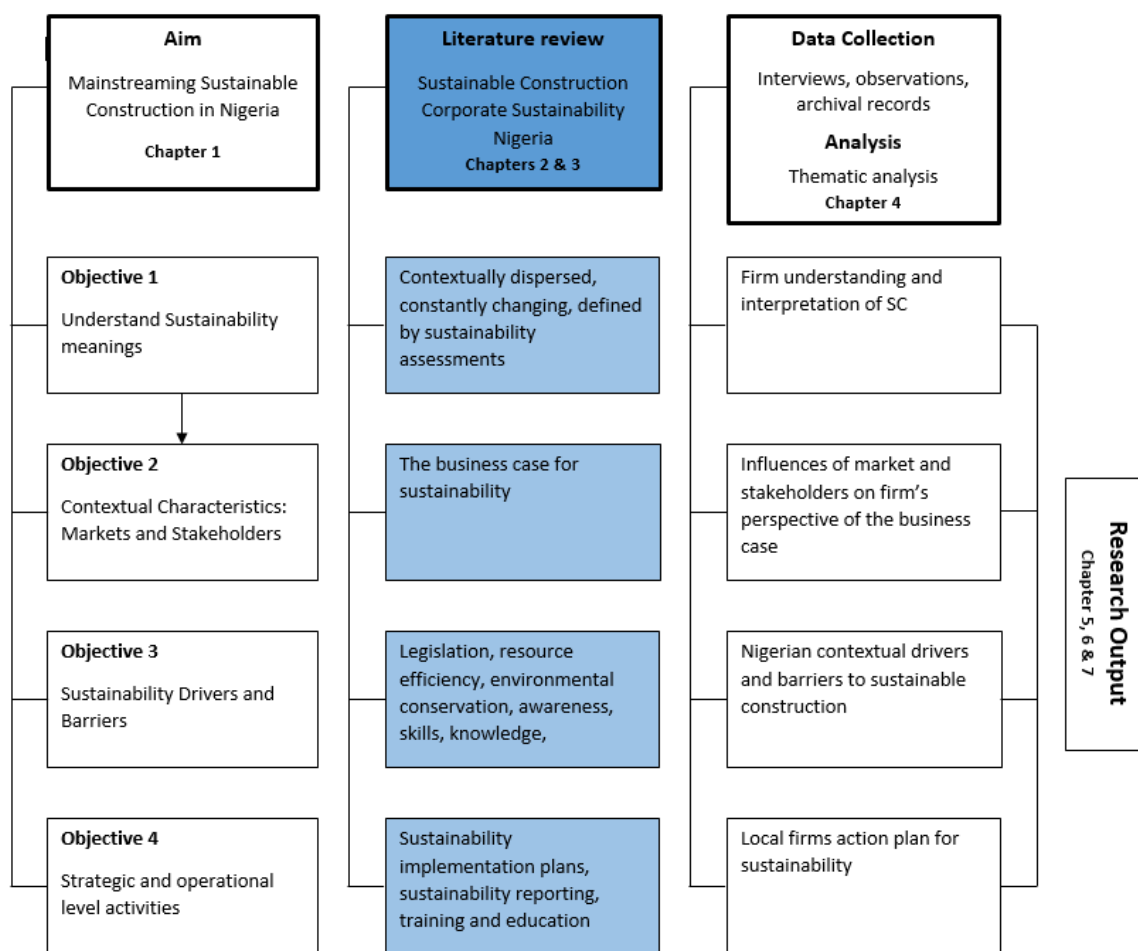 Aim
Mainstreaming Sustainable
Construction in Nigeria
Chapter 1
Literature review
Sustainable Construction
Corporate Sustainability
Nigeria
Chapters 2 & 3
Data Collection
Interviews, observations,
archival records
Analysis
Thematic analysis
Chapter 4
Objective 1
Understand Sustainability
meanings
Contextually dispersed,
constantly changing, defined
by sustainability
assessments
Firm understanding and
interpretation of SC
Objective 2
Contextual Characteristics:
Markets and Stakeholders
The business case for
sustainability
Influences of market and
stakeholders on firm's
perspective of the business
case
Objective 3
Sustainability Drivers and
Barriers
Legislation, resource
efficiency, environmental
conservation, awareness,
skills, knowledge,
Nigerian contextual drivers
and barriers to sustainable
construction
Objective 4
Strategic and operational
level activities
Sustainability
implementation plans,
sustainability reporting,
training and education
Local firms action plan for
sustainability
Research Output
Chapter 5, 6 & 7